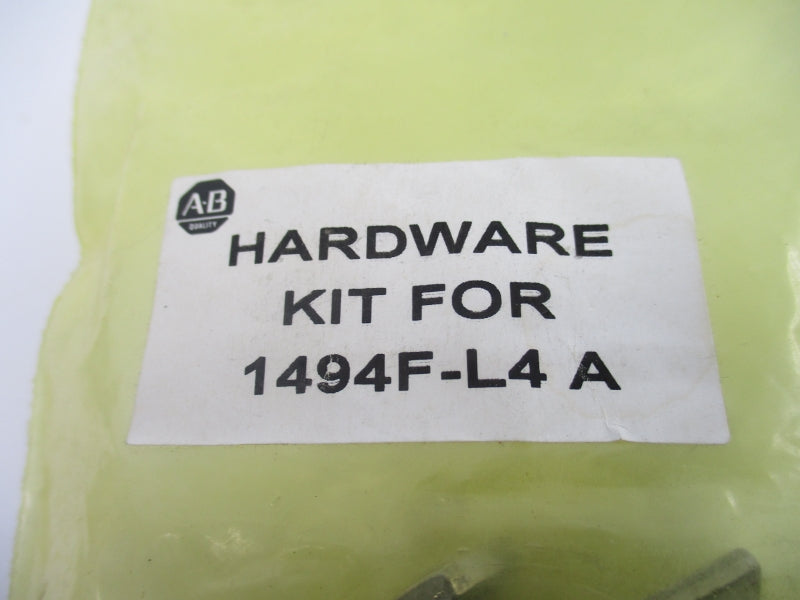 A-B
QUALITY
HARDWARE
KIT FOR
1494F-L4 A